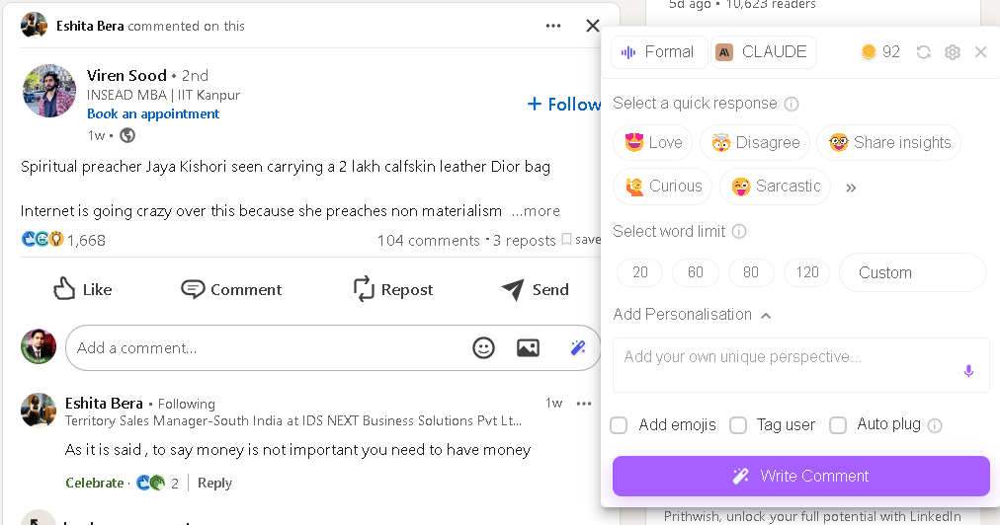 5d ago • 10,623 readers
Eshita Bera commented on this
Viren Sood • 2nd
INSEAD MBA | IIT Kanpur
Book an appointment
1w •
+ Follow
Spiritual preacher Jaya Kishori seen carrying a 2 lakh calfskin leather Dior bag
Internet is going crazy over this because she preaches non materialism ...more
1,668
104 comments • 3 reposts
save
Like
Comment
Repost
Send
Add a comment...
Eshita Bera • Following
1w
Territory Sales Manager-South India at IDS NEXT Business Solutions Pvt Lt...
As it is said , to say money is not important you need to have money
Celebrate · 2 | Reply
Formal
CLAUDE
92
Select a quick response
Love
Disagree
Share insights
Curious
Sarcastic
»
Select word limit
20
60
80
120
Custom
Add Personalisation
Add your own unique perspective...
Add emojis
Tag user
Auto plug
Write Comment
Prithwish, unlock your full potential with LinkedIn